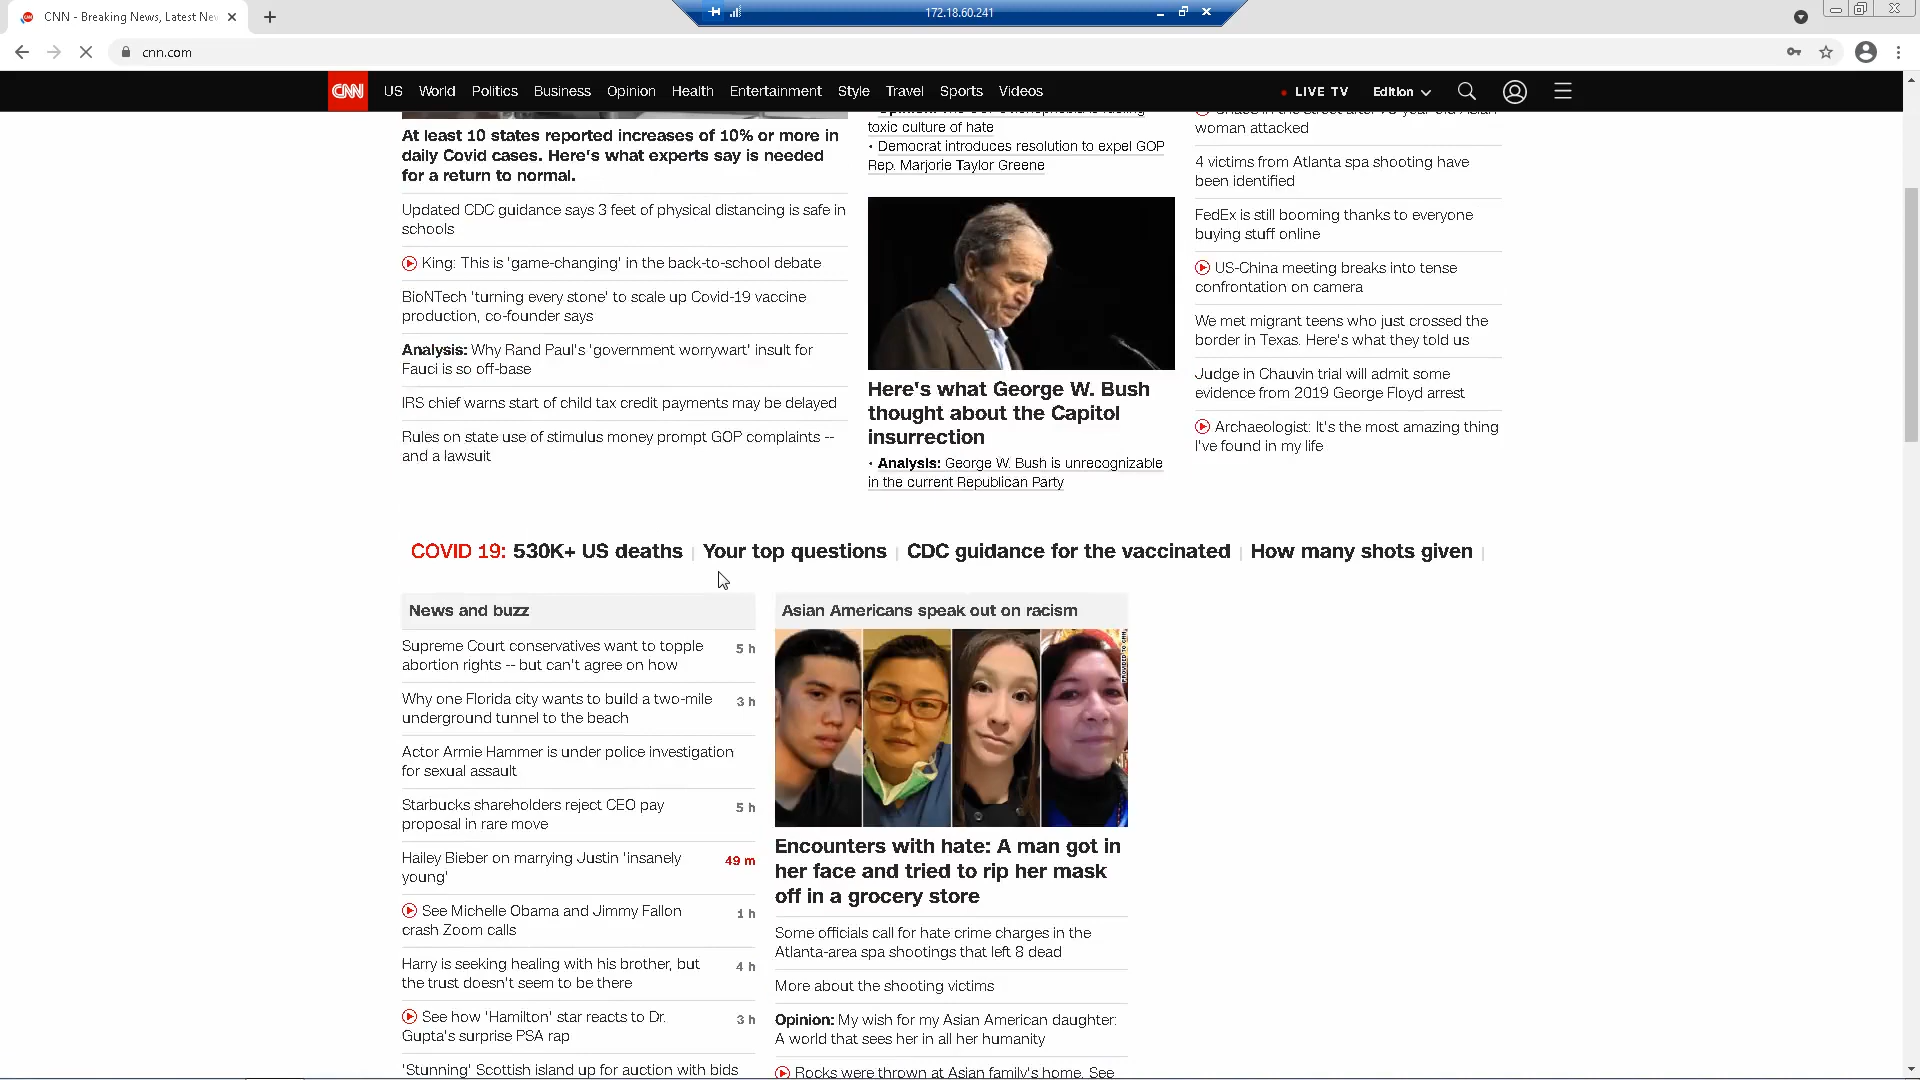 CNN - Breaking News, Latest Nev
172.18.60.241
cnn.com
CNN
US
World
Politics
Business
Opinion
Health
Entertainment
Style
Travel
Sports
Videos
LIVE TV
Edition
At least 10 states reported increases of 10% or more in
daily Covid cases. Here's what experts say is needed
for a return to normal.
Updated CDC guidance says 3 feet of physical distancing is safe in
schools
King: This is 'game-changing' in the back-to-school debate
BioNTech 'turning every stone' to scale up Covid-19 vaccine
production, co-founder says
Analysis: Why Rand Paul's 'government worrywart' insult for
Fauci is so off-base
IRS chief warns start of child tax credit payments may be delayed
Rules on state use of stimulus money prompt GOP complaints --
and a lawsuit
toxic culture of hate
• Democrat introduces resolution to expel GOP
Rep. Marjorie Taylor Greene
Here's what George W. Bush
thought about the Capitol
insurrection
• Analysis: George W. Bush is unrecognizable
in the current Republican Party
woman attacked
4 victims from Atlanta spa shooting have
been identified
FedEx is still booming thanks to everyone
buying stuff online
US-China meeting breaks into tense
confrontation on camera
We met migrant teens who just crossed the
border in Texas. Here's what they told us
Judge in Chauvin trial will admit some
evidence from 2019 George Floyd arrest
Archaeologist: It's the most amazing thing
I've found in my life
COVID 19: 530K+ US deaths | Your top questions | CDC guidance for the vaccinated | How many shots given |
News and buzz
Supreme Court conservatives want to topple 5 h
abortion rights -- but can't agree on how
Why one Florida city wants to build a two-mile 3 h
underground tunnel to the beach
Actor Armie Hammer is under police investigation
for sexual assault
Starbucks shareholders reject CEO pay 5 h
proposal in rare move
Hailey Bieber on marrying Justin 'insanely 49 m
young'
See Michelle Obama and Jimmy Fallon 1 h
crash Zoom calls
Harry is seeking healing with his brother, but 4 h
the trust doesn't seem to be there
See how 'Hamilton' star reacts to Dr. 3 h
Gupta's surprise PSA rap
'Stunning' Scottish island up for auction with bids
Asian Americans speak out on racism
PROVIDED TO CNN
Encounters with hate: A man got in
her face and tried to rip her mask
off in a grocery store
Some officials call for hate crime charges in the
Atlanta-area spa shootings that left 8 dead
More about the shooting victims
Opinion: My wish for my Asian American daughter:
A world that sees her in all her humanity
Rocks were thrown at Asian family's home. See